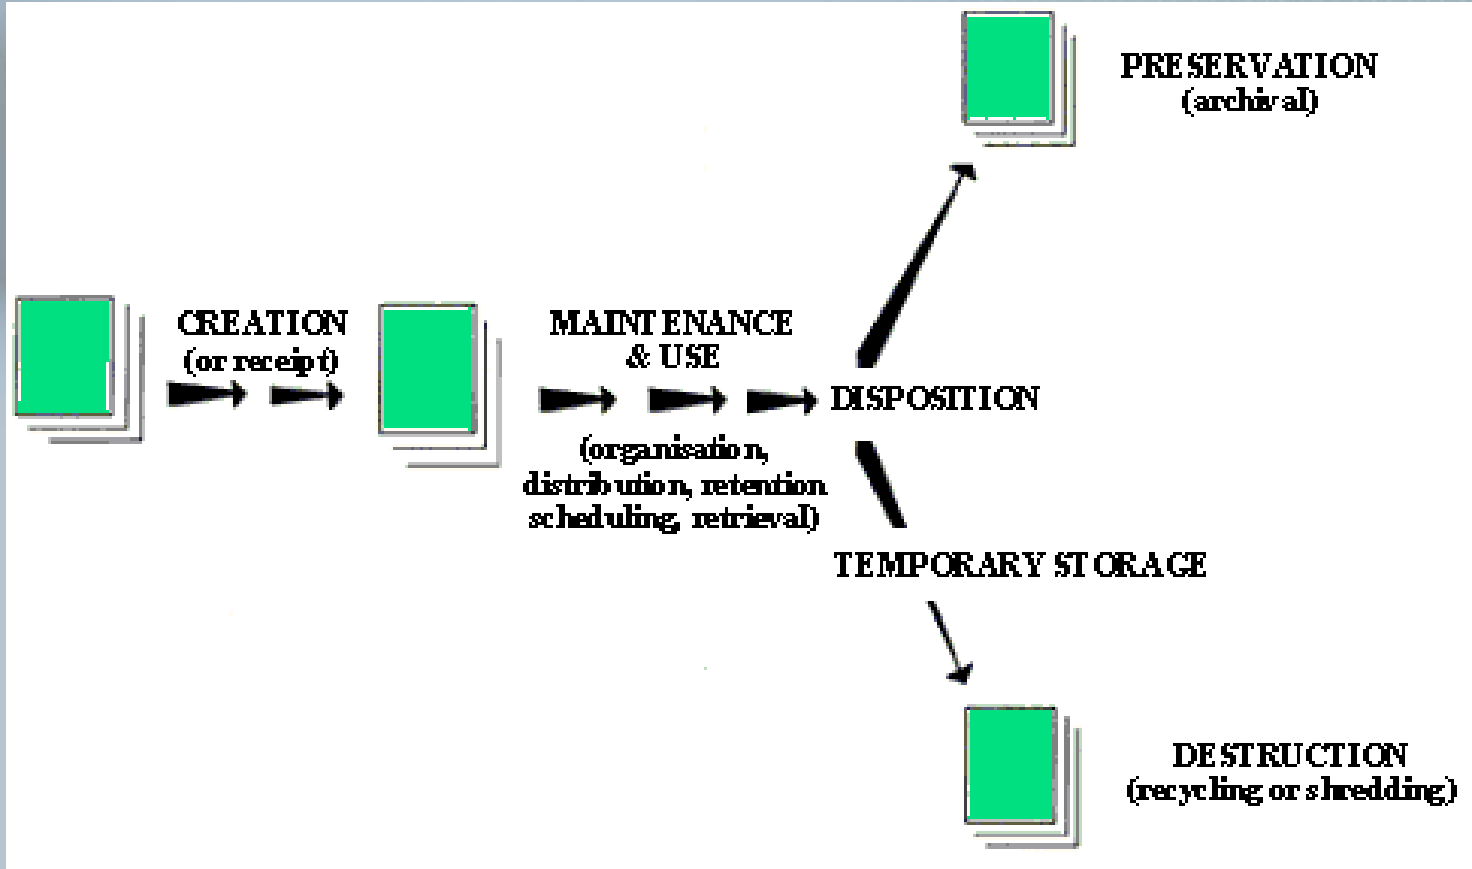 PRESERVATION
(archival)
CREATION
(or receipt)
MAINTENANCE
& USE
DISPOSITION
(organisation,
distribution, retention
scheduling, retrieval)
TEMPORARY STORAGE
DESTRUCTION
(recycling or shredding)